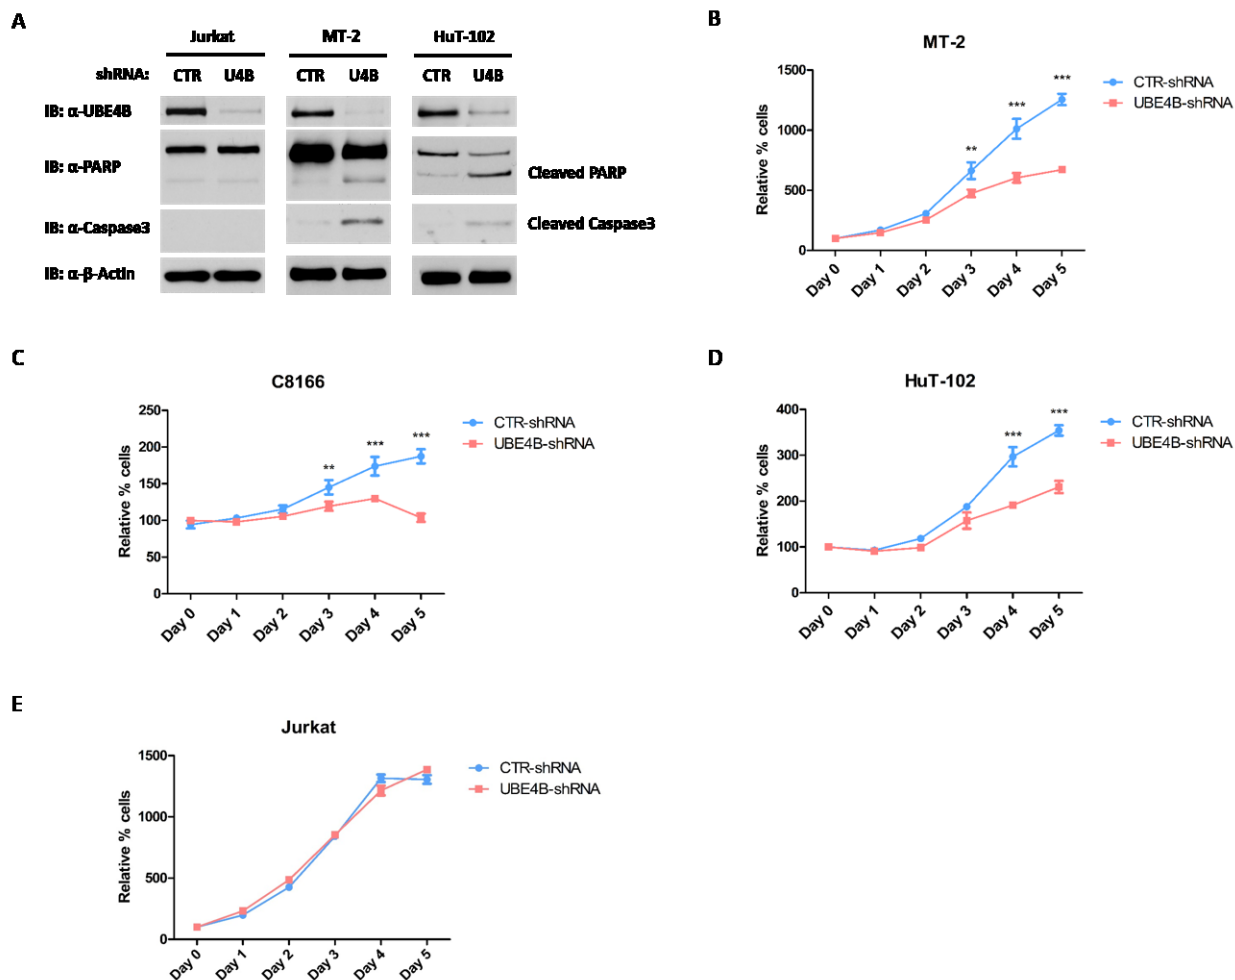 A
Jurkat MT-2 HuT-102
shRNA: CTR U4B CTR U4B CTR U4B
IB: α-UBE4B
IB: α-PARP
Cleaved PARP
IB: α-Caspase3
Cleaved Caspase3
IB: α-β-Actin
B
MT-2
Relative % cells
1500
1000
500
0
** *** ***
Day 0 Day 1 Day 2 Day 3 Day 4 Day 5
CTR-shRNA
UBE4B-shRNA
C
C8166
Relative % cells
250
200
150
100
50
0
** *** ***
Day 0 Day 1 Day 2 Day 3 Day 4 Day 5
CTR-shRNA
UBE4B-shRNA
D
HuT-102
Relative % cells
400
300
200
100
0
*** ***
Day 0 Day 1 Day 2 Day 3 Day 4 Day 5
CTR-shRNA
UBE4B-shRNA
E
Jurkat
Relative % cells
1500
1000
500
0
Day 0 Day 1 Day 2 Day 3 Day 4 Day 5
CTR-shRNA
UBE4B-shRNA